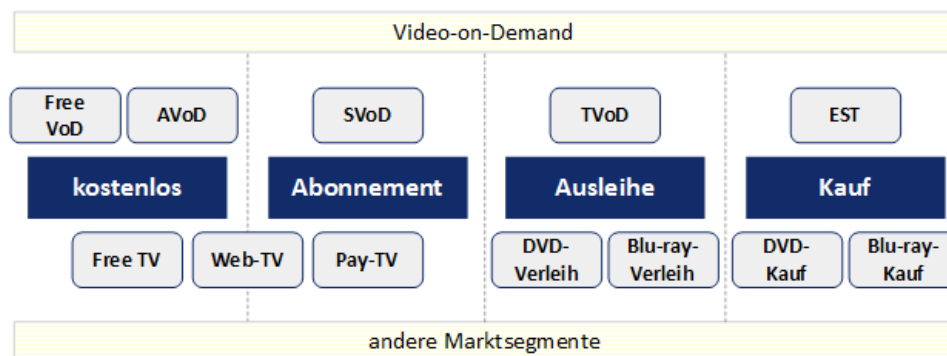 Video-on-Demand
Free
VoD
AVoD
SVoD
TVoD
EST
kostenlos
Abonnement
Ausleihe
Kauf
Free TV
Web-TV
Pay-TV
DVD-
Verleih
Blu-ray-
Verleih
DVD-
Kauf
Blu-ray-
Kauf
andere Marktsegmente